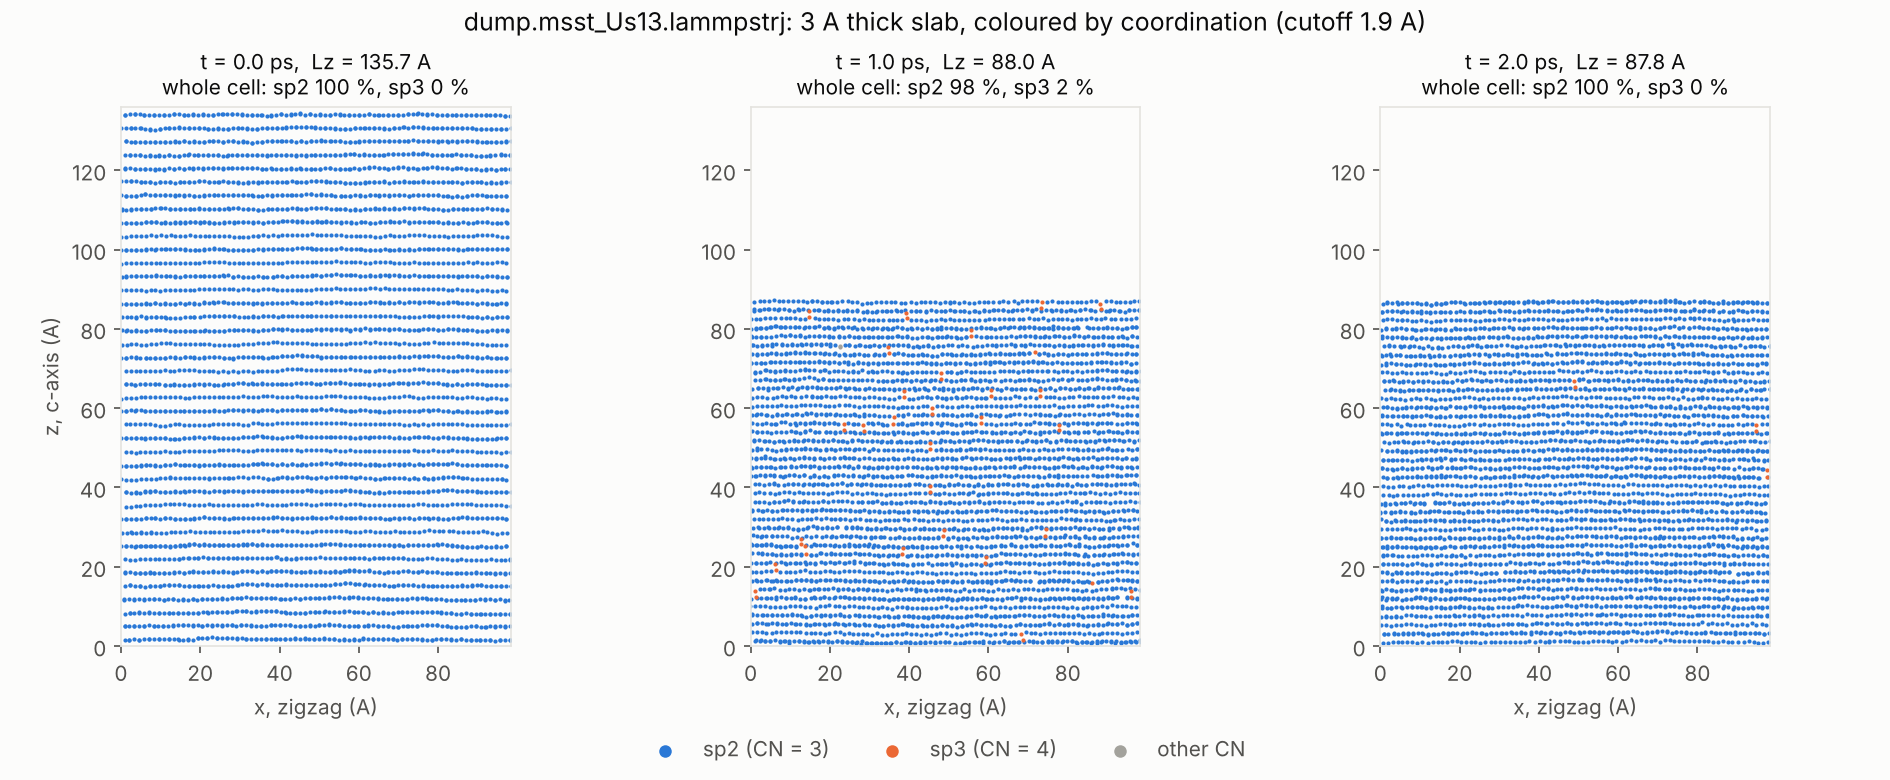 dump.msst_Us13.lammpstrj: 3 A thick slab, coloured by coordination (cutoff 1.9 A)
t = 0.0 ps, Lz = 135.7 A
whole cell: sp2 100 %, sp3 0 %
t = 1.0 ps, Lz = 88.0 A
whole cell: sp2 98 %, sp3 2 %
t = 2.0 ps, Lz = 87.8 A
whole cell: sp2 100 %, sp3 0 %
z, c-axis (A)
120
100
80
60
40
20
0
0 20 40 60 80
x, zigzag (A)
120
100
80
60
40
20
0
0 20 40 60 80
x, zigzag (A)
120
100
80
60
40
20
0
0 20 40 60 80
x, zigzag (A)
sp2 (CN = 3) sp3 (CN = 4) other CN